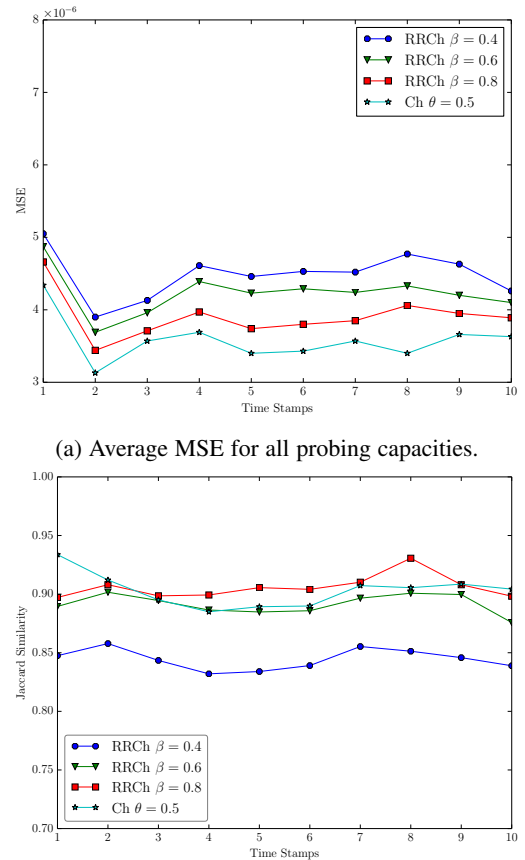 8 ×10⁻⁶
RRCh β = 0.4
RRCh β = 0.6
RRCh β = 0.8
Ch θ = 0.5
7
6
MSE
5
4
3
1 2 3 4 5 6 7 8 9 10
Time Stamps
(a) Average MSE for all probing capacities.
1.00
0.95
0.90
Jaccard Similarity
0.85
0.80
0.75
RRCh β = 0.4
RRCh β = 0.6
RRCh β = 0.8
Ch θ = 0.5
0.70
1 2 3 4 5 6 7 8 9 10
Time Stamps